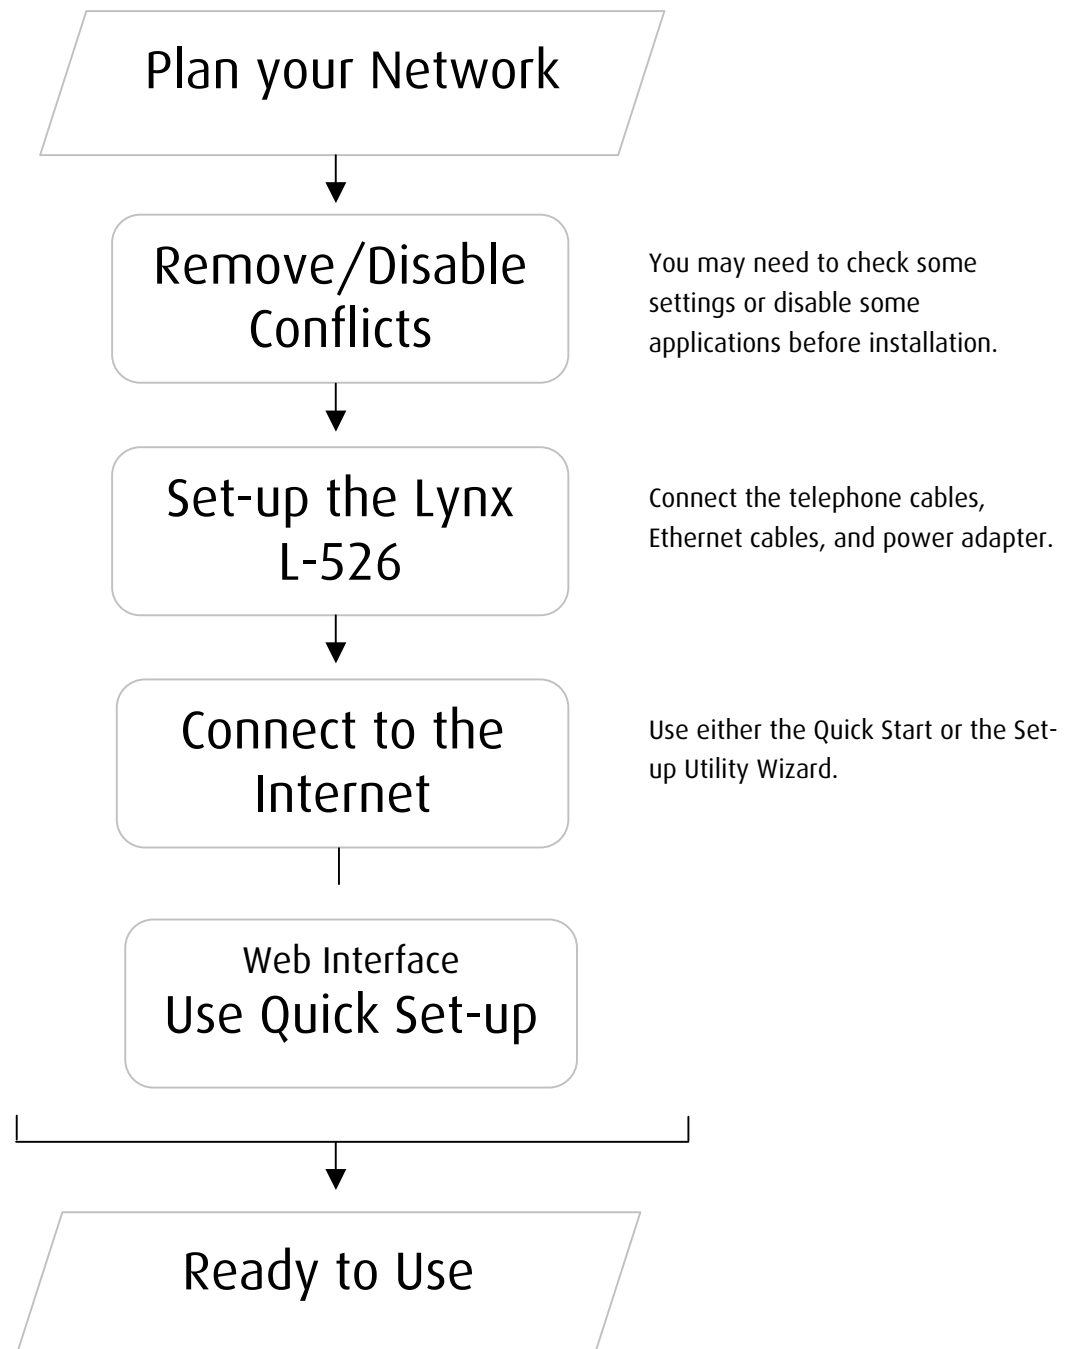 Plan your Network
Remove/Disable
Conflicts
You may need to check some
settings or disable some
applications before installation.
Set-up the Lynx
L-526
Connect the telephone cables,
Ethernet cables, and power adapter.
Connect to the
Internet
Use either the Quick Start or the Set-
up Utility Wizard.
Web Interface
Use Quick Set-up
Ready to Use